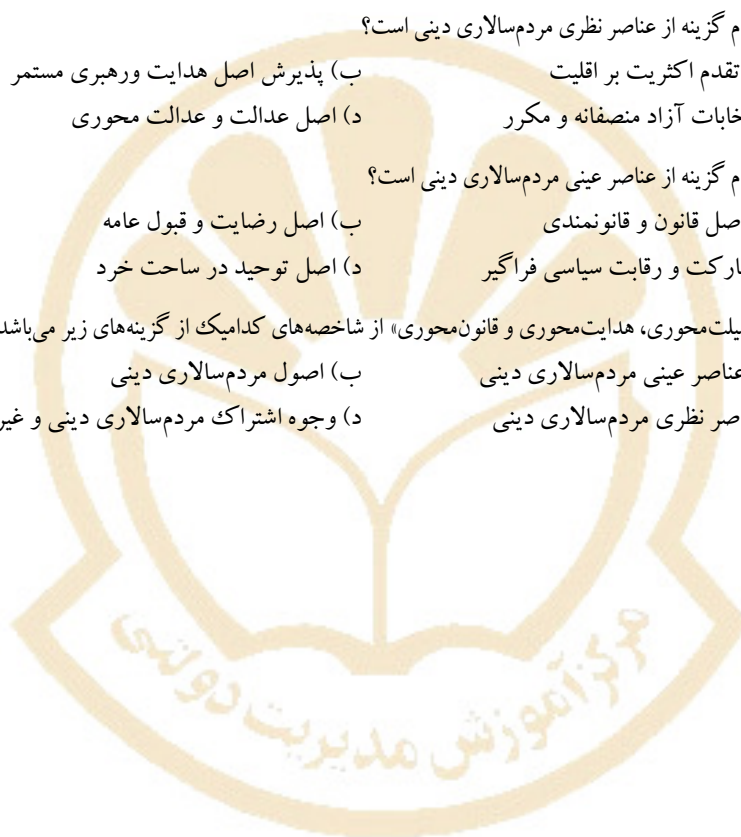 م گزینه از عناصر نظری مردم‌سالاری دینی است؟
تقدم اکثریت بر اقلیت ب) پذیرش اصل هدایت ورهبری مستمر
خابات آزاد منصفانه و مکرر د) اصل عدالت و عدالت محوری
م گزینه از عناصر عینی مردم‌سالاری دینی است؟
صل قانون و قانونمندی ب) اصل رضایت و قبول عامه
ارکت و رقابت سیاسی فراگیر د) اصل توحید در ساحت خرد
یلت‌محوری، هدایت‌محوری و قانون‌محوری» از شاخصه‌های کدامیک از گزینه‌های زیر می‌باشد
عناصر عینی مردم‌سالاری دینی ب) اصول مردم‌سالاری دینی
صر نظری مردم‌سالاری دینی د) وجوه اشتراک مردم‌سالاری دینی و غیر
مرکز آموزش مدیریت دولتی